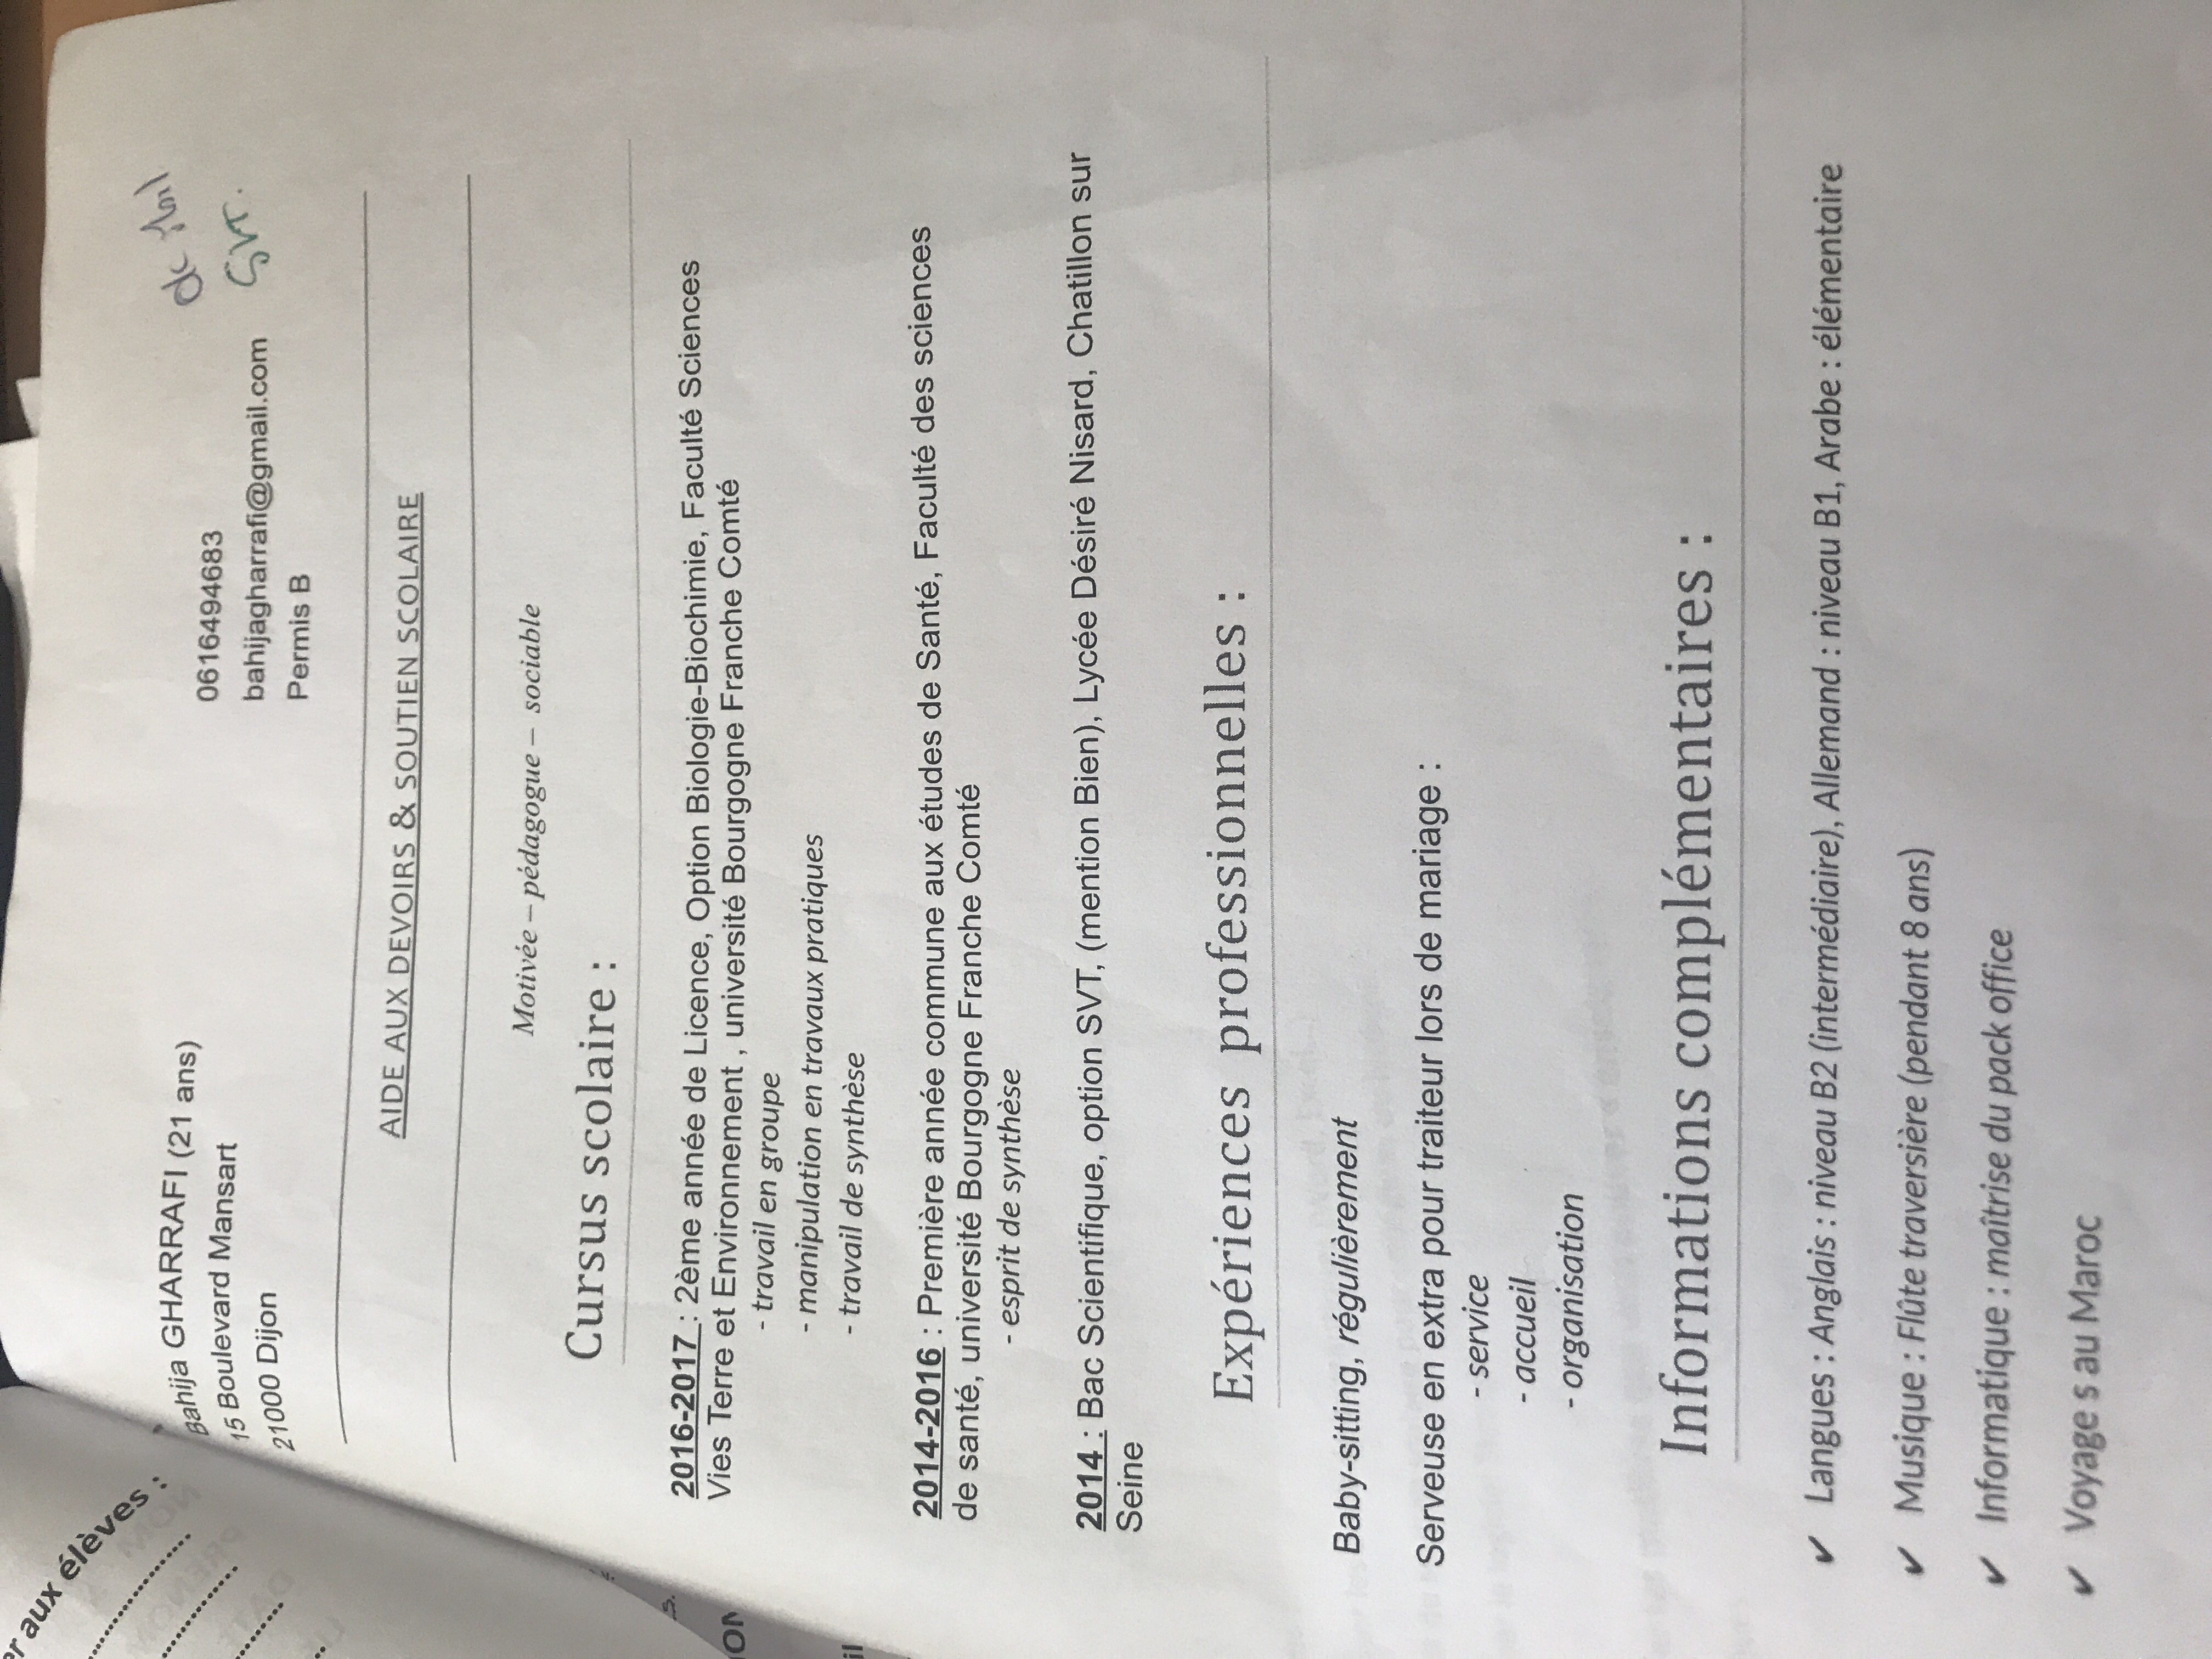 er aux élèves :
Bahija GHARRAFI (21 ans)
15 Boulevard Mansart
21000 Dijon
0616494683
bahijagharrafi@gmail.com
Permis B
SVT.
AIDE AUX DEVOIRS & SOUTIEN SCOLAIRE
Motivée – pédagogue – sociable
Cursus scolaire :
2016-2017 : 2ème année de Licence, Option Biologie-Biochimie, Faculté Sciences
Vies Terre et Environnement , université Bourgogne Franche Comté
- travail en groupe
- manipulation en travaux pratiques
- travail de synthèse
2014-2016 : Première année commune aux études de Santé, Faculté des sciences
de santé, université Bourgogne Franche Comté
- esprit de synthèse
2014 : Bac Scientifique, option SVT, (mention Bien), Lycée Désiré Nisard, Chatillon sur
Seine
Expériences professionnelles :
Baby-sitting, régulièrement
Serveuse en extra pour traiteur lors de mariage :
- service
- accueil
- organisation
Informations complémentaires :
✔ Langues : Anglais : niveau B2 (intermédiaire), Allemand : niveau B1, Arabe : élémentaire
✔ Musique : Flûte traversière (pendant 8 ans)
✔ Informatique : maîtrise du pack office
✔ Voyage s au Maroc